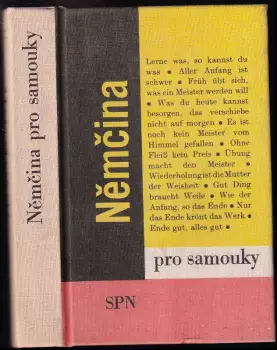 Němčina pro samouky
Němčina
Lerne was, so kannst du
was • Aller Anfang ist
schwer • Früh übt sich,
was ein Meister werden will
• Was du heute kannst
besorgen, das verschiebe
nicht auf morgen • Es ist
noch kein Meister vom
Himmel gefallen • Ohne
Fleiß kein Preis • Übung
macht den Meister •
Wiederholung ist die Mutter
der Weisheit • Gut Ding
braucht Weile • Wie der
Anfang, so das Ende • Nur
das Ende krönt das Werk •
Ende gut, alles gut •
pro samouky
SPN